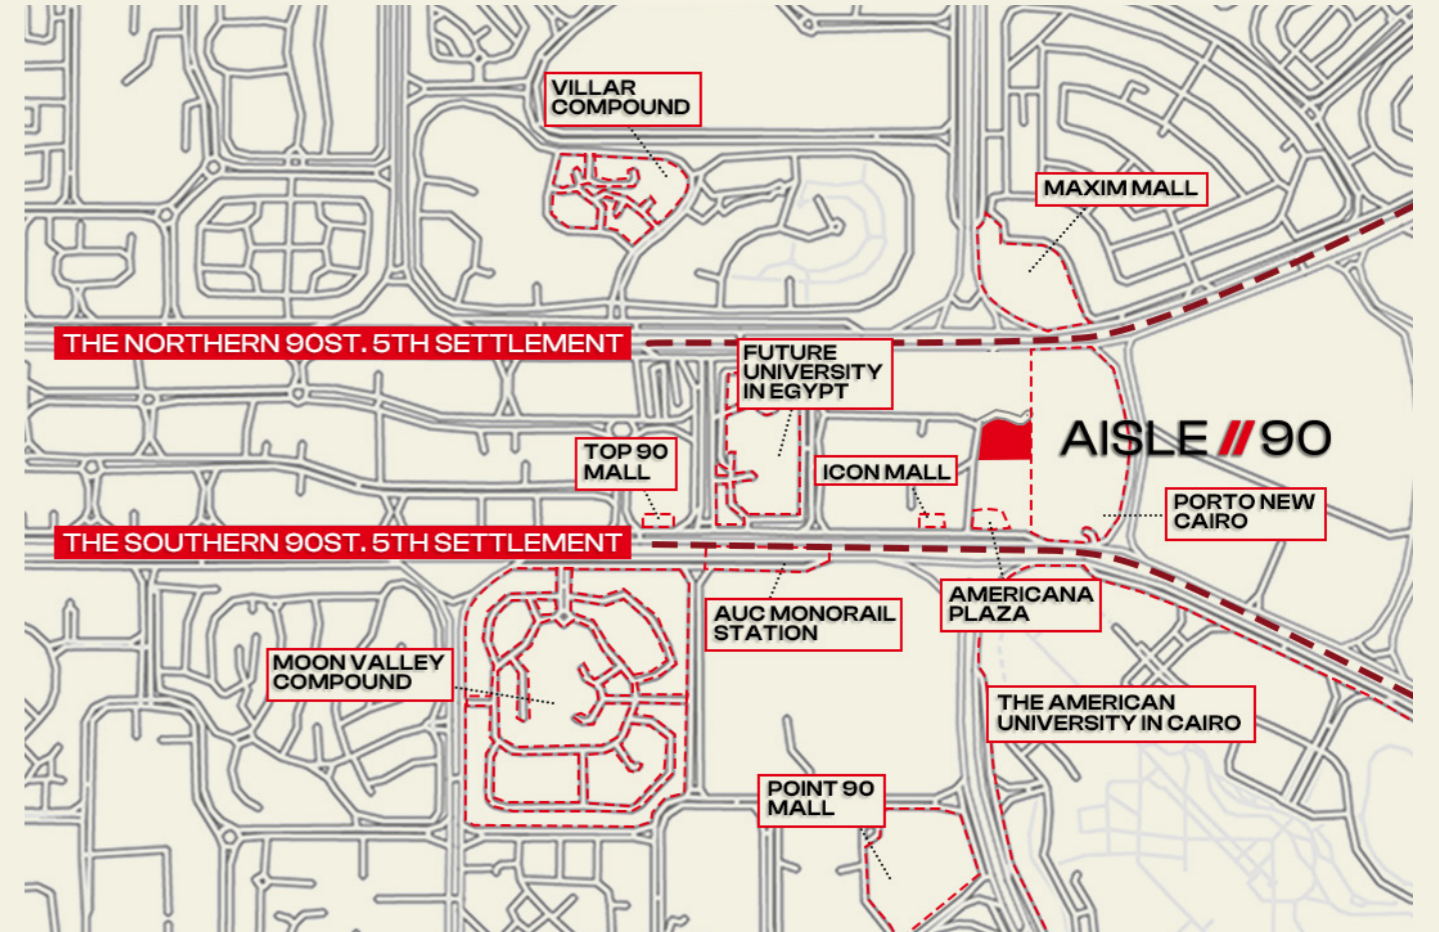 VILLAR
COMPOUND
MAXIM MALL
THE NORTHERN 90ST. 5TH SETTLEMENT
FUTURE
UNIVERSITY
IN EGYPT
AISLE // 90
TOP 90
MALL
ICON MALL
PORTO NEW
CAIRO
THE SOUTHERN 90ST. 5TH SETTLEMENT
AMERICANA
PLAZA
AUC MONORAIL
STATION
MOON VALLEY
COMPOUND
THE AMERICAN
UNIVERSITY IN CAIRO
POINT 90
MALL